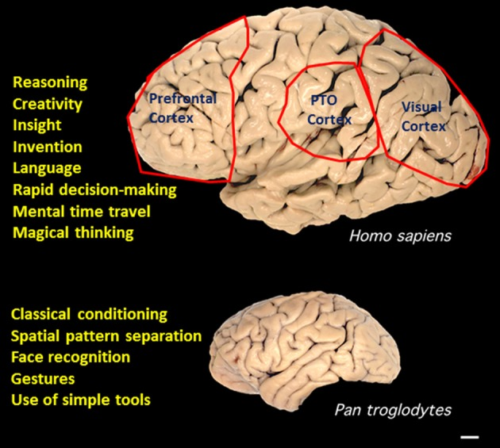 Reasoning
Creativity
Insight
Invention
Language
Rapid decision-making
Mental time travel
Magical thinking
Prefrontal
Cortex
PTO
Cortex
Visual
Cortex
Homo sapiens
Classical conditioning
Spatial pattern separation
Face recognition
Gestures
Use of simple tools
Pan troglodytes